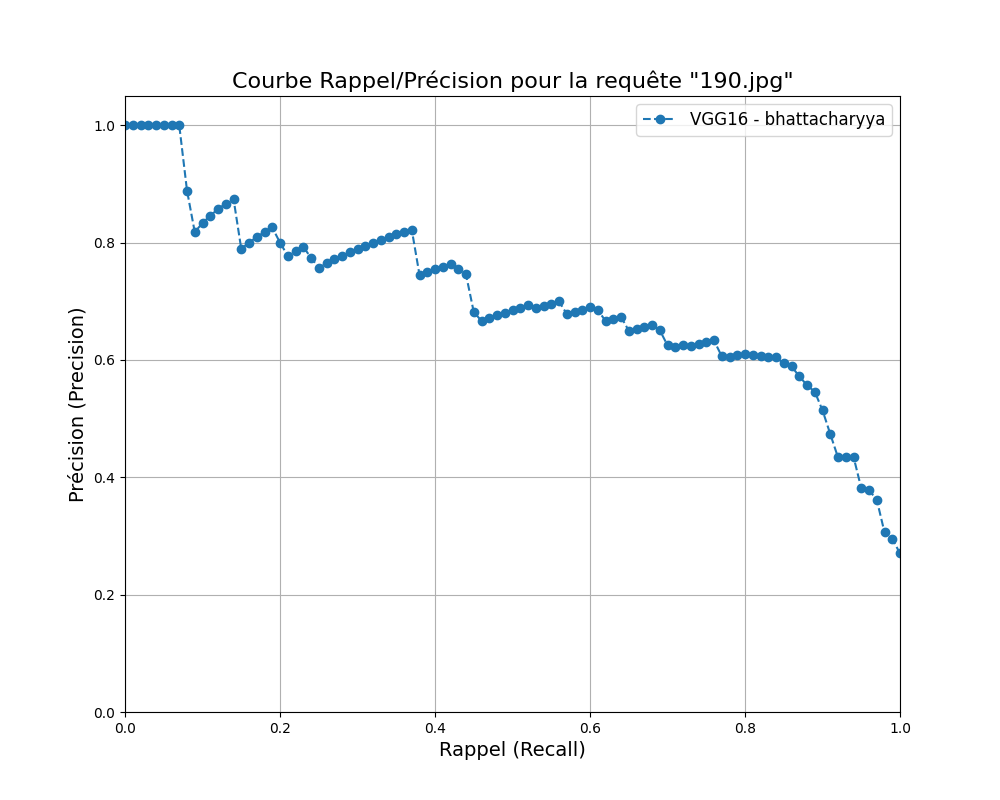 Courbe Rappel/Précision pour la requête "190.jpg"
VGG16 - bhattacharyya
1.0
0.8
0.6
0.4
0.2
0.0
Précision (Precision)
0.0 0.2 0.4 0.6 0.8 1.0
Rappel (Recall)